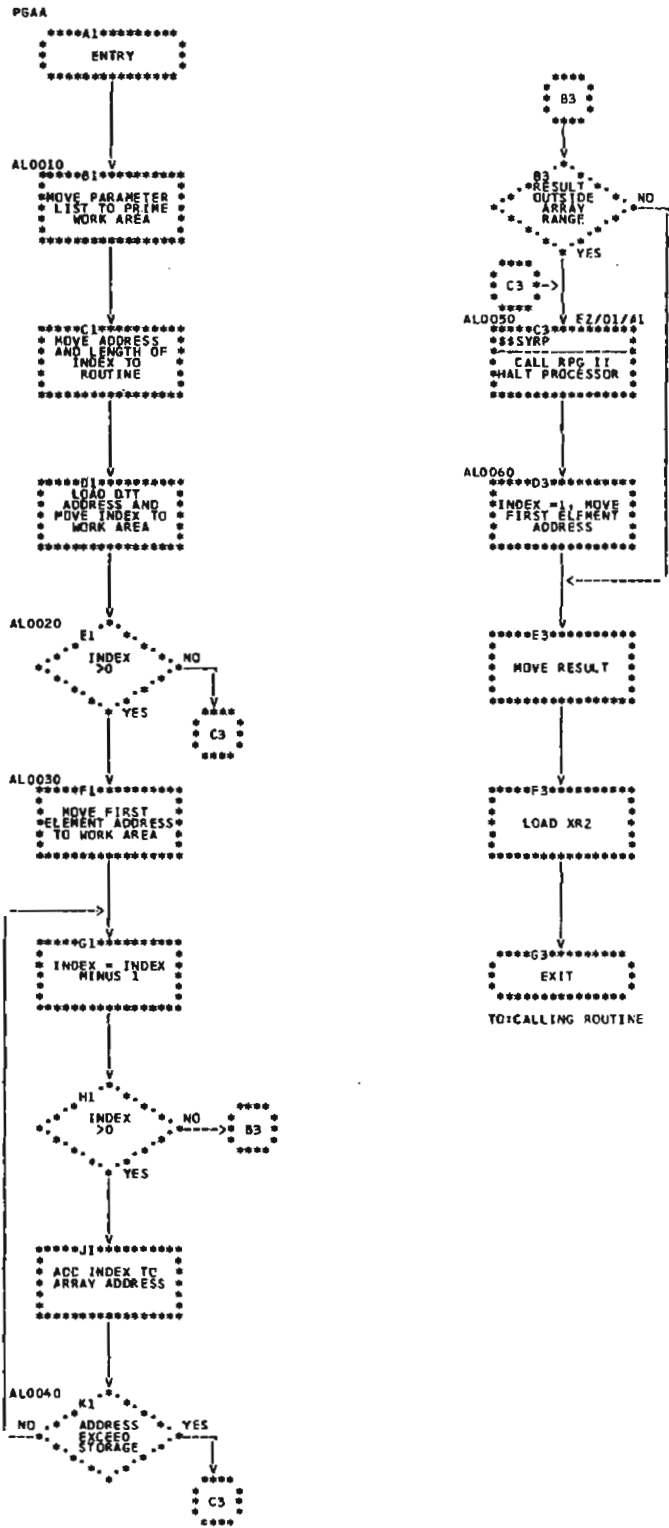 PGAA
A1
ENTRY
AL0010
B1
MOVE PARAMETER
LIST TO PRIME
WORK AREA
C1
MOVE ADDRESS
AND LENGTH OF
INDEX TO
ROUTINE
D1
LOAD DTT
ADDRESS AND
MOVE INDEX TO
WORK AREA
AL0020
E1
INDEX
>0
NO
YES
C3
AL0030
F1
MOVE FIRST
ELEMENT ADDRESS
TO WORK AREA
G1
INDEX = INDEX
MINUS 1
H1
INDEX
>0
NO
B3
YES
J1
ADD INDEX TO
ARRAY ADDRESS
AL0040
K1
NO
ADDRESS
EXCEED
STORAGE
YES
C3
B3
B3
RESULT
OUTSIDE
ARRAY
RANGE
NO
YES
C3
AL0050
E2/01/A1
C3
$$SYRP
CALL RPG II
HALT PROCESSOR
AL0060
D3
INDEX =1, MOVE
FIRST ELEMENT
ADDRESS
E3
MOVE RESULT
F3
LOAD XR2
G3
EXIT
TO:CALLING ROUTINE